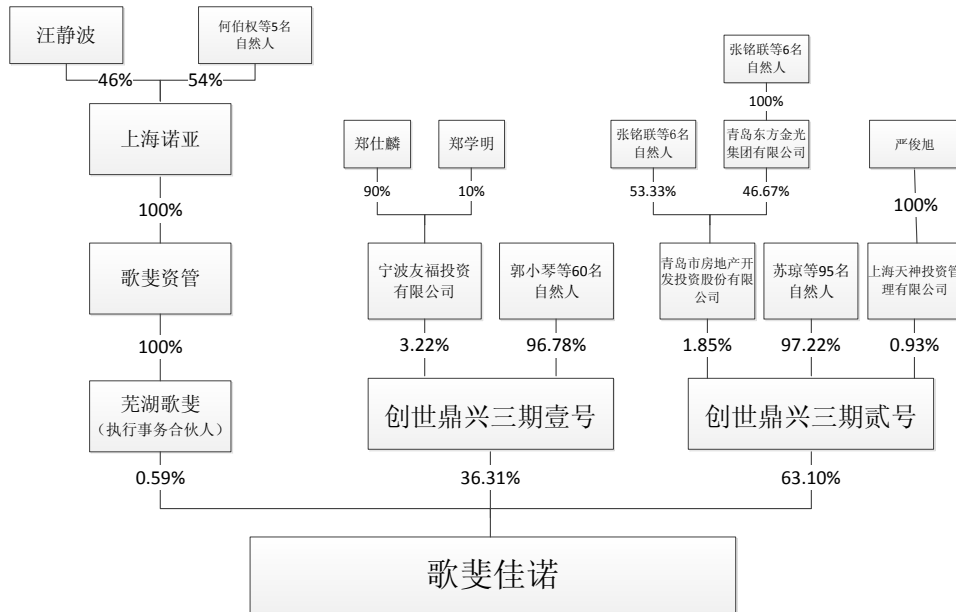 汪静波
何伯权等5名
自然人
46%
54%
上海诺亚
100%
歌斐资管
100%
芜湖歌斐
（执行事务合伙人）
0.59%
郑仕麟
郑学明
90%
10%
宁波友福投资
有限公司
郭小琴等60名
自然人
3.22%
96.78%
创世鼎兴三期壹号
36.31%
张铭联等6名
自然人
100%
张铭联等6名
自然人
青岛东方金光
集团有限公司
严俊旭
53.33%
46.67%
100%
青岛市房地产开
发投资股份有限
公司
苏琼等95名
自然人
上海天神投资管
理有限公司
1.85%
97.22%
0.93%
创世鼎兴三期贰号
63.10%
歌斐佳诺